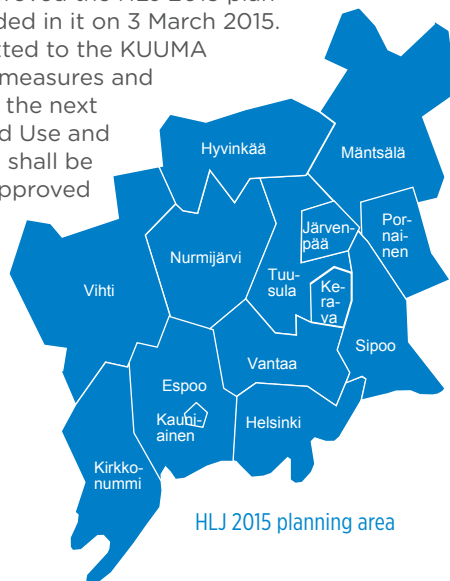 roved the HLJ 2015 plan
ded in it on 3 March 2015.
tted to the KUUMA
measures and
the next
d Use and
shall be
pproved
Hyvinkää
Mäntsälä
Järven-
pää
Por-
nai-
nen
Nurmijärvi
Tuu-
sula
Ke-
ra-
va
Vihti
Sipoo
Vantaa
Espoo
Kauni-
ainen
Helsinki
Kirkko-
nummi
HLJ 2015 planning area